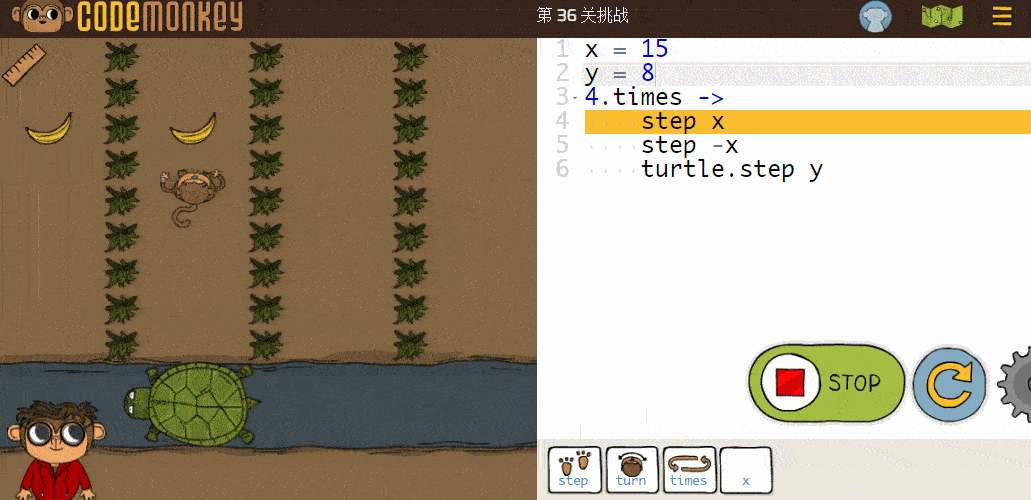 CODEMONKEY
第 36 关挑战
1 x = 15
2 y = 8
3 4.times ->
4 step x
5 step -x
6 turtle.step y
STOP
step turn times x